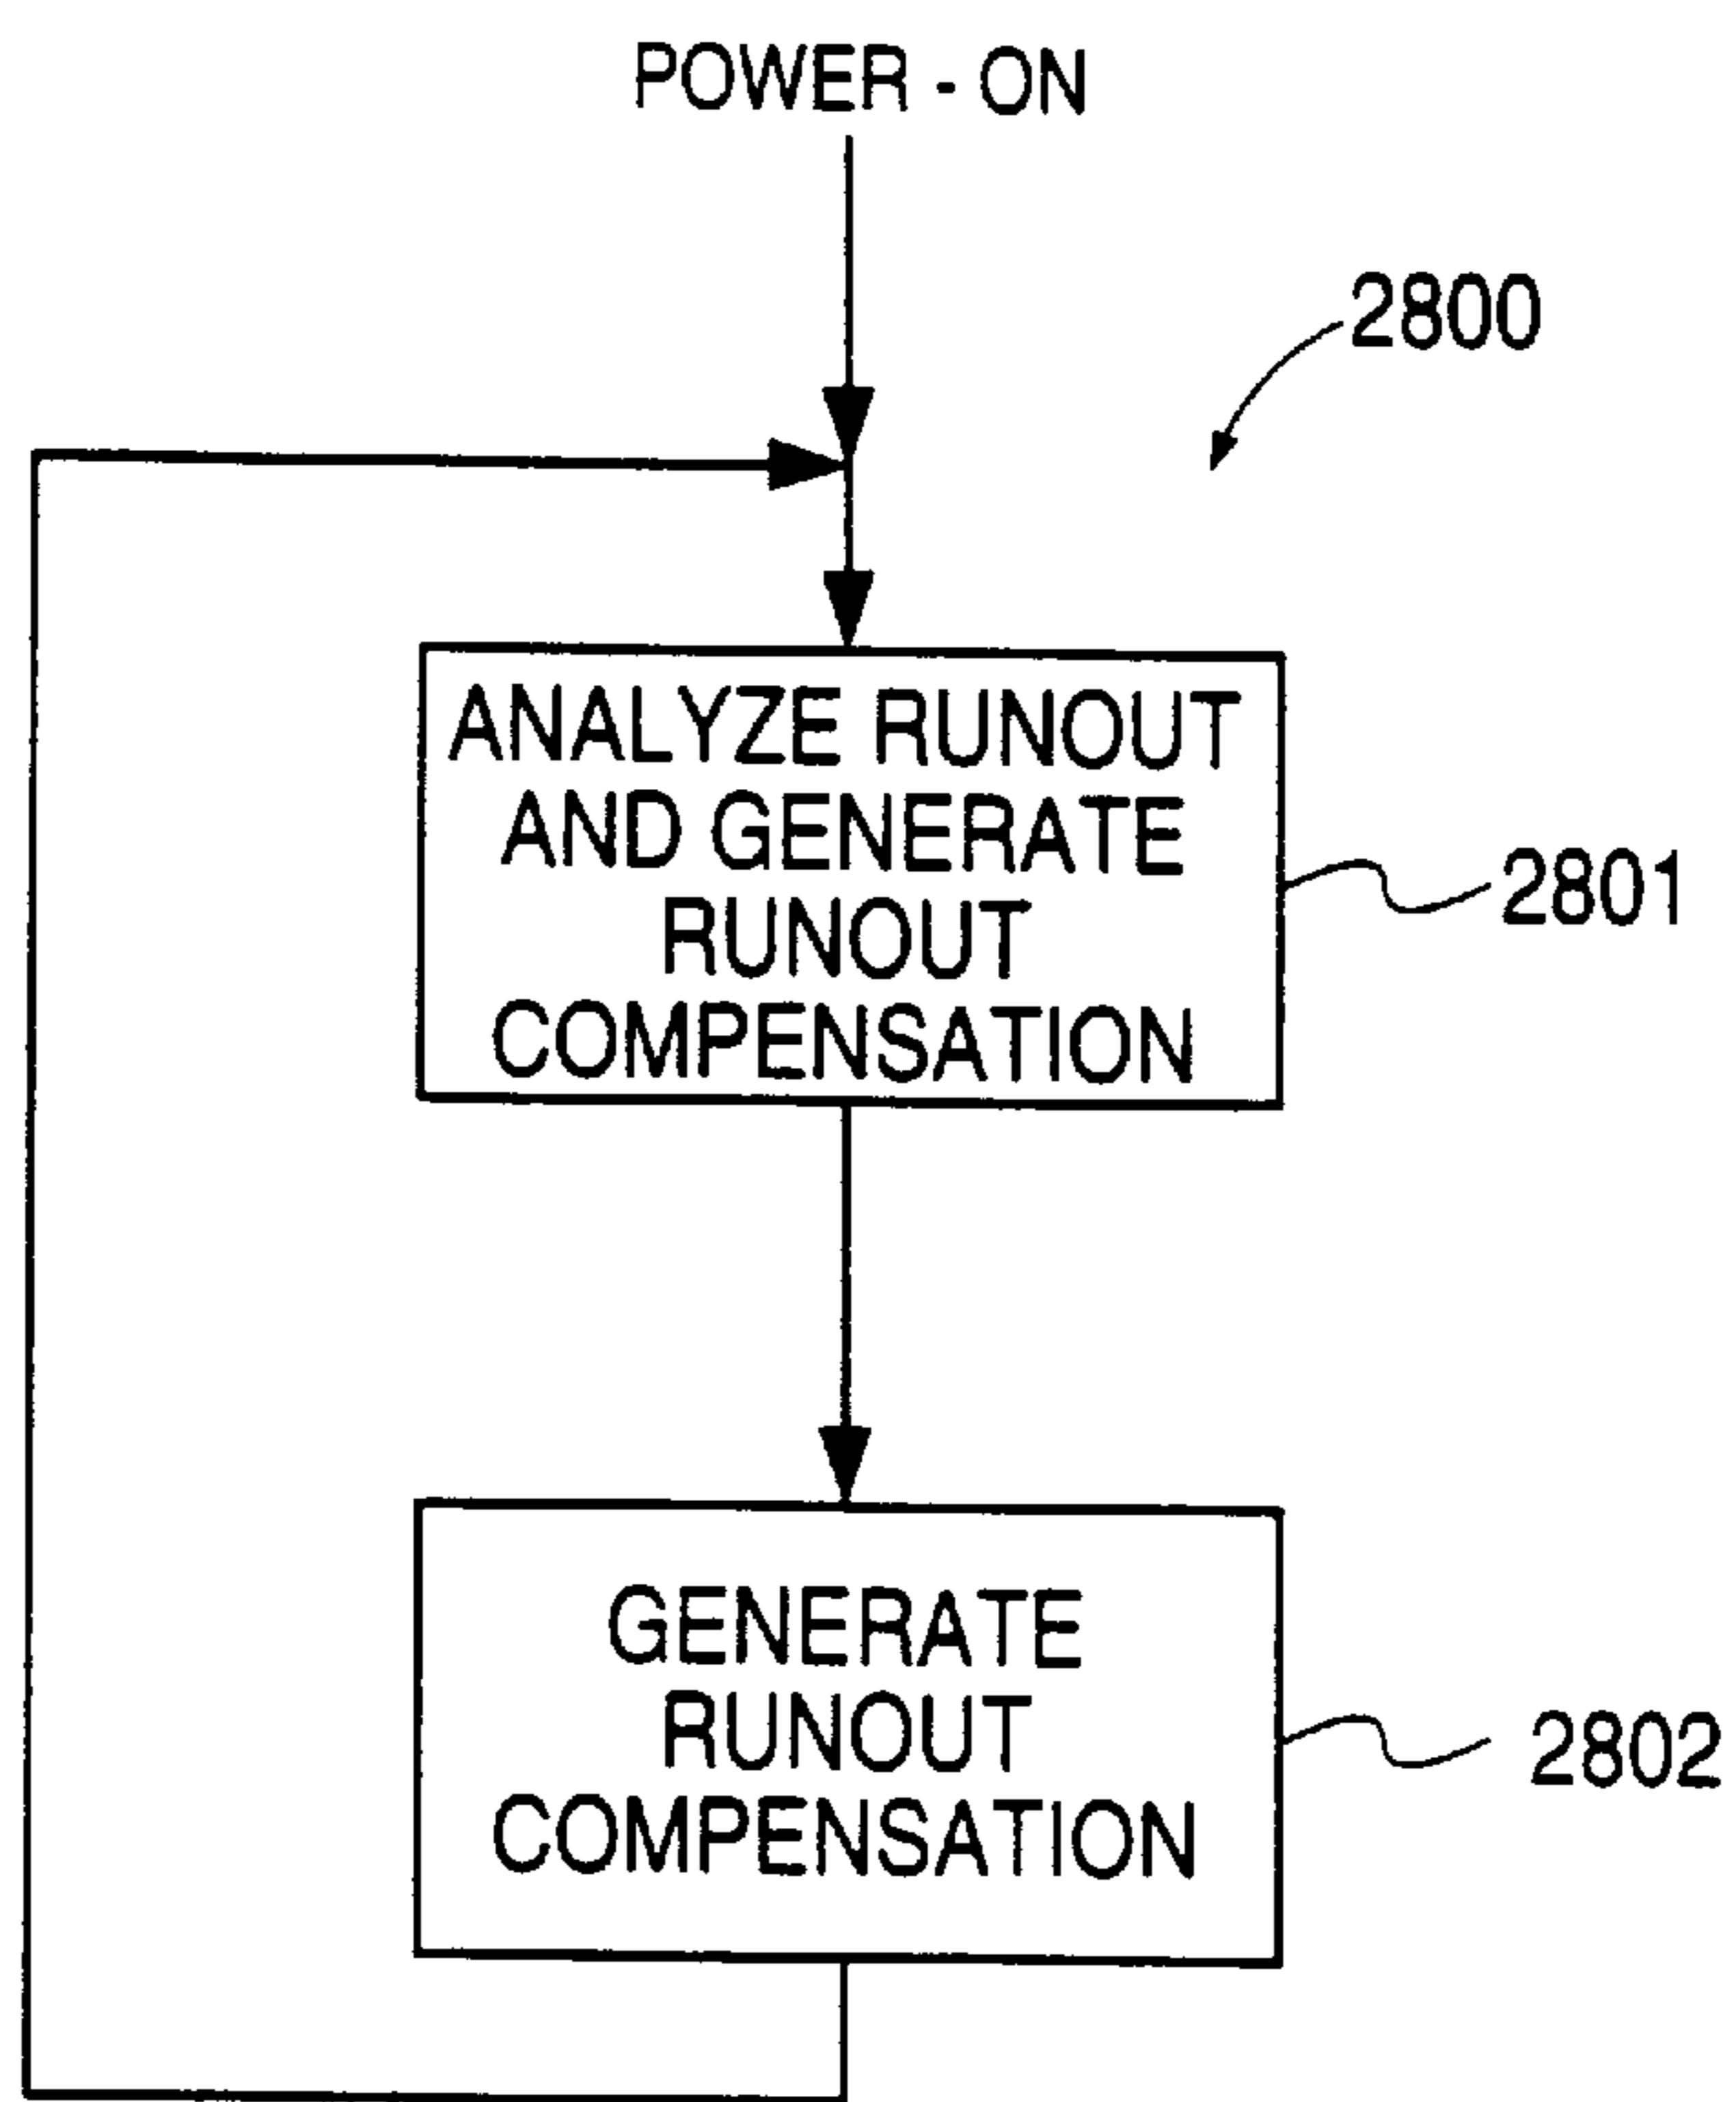 POWER - ON
2800
ANALYZE RUNOUT
AND GENERATE
RUNOUT
COMPENSATION
2801
GENERATE
RUNOUT
COMPENSATION
2802